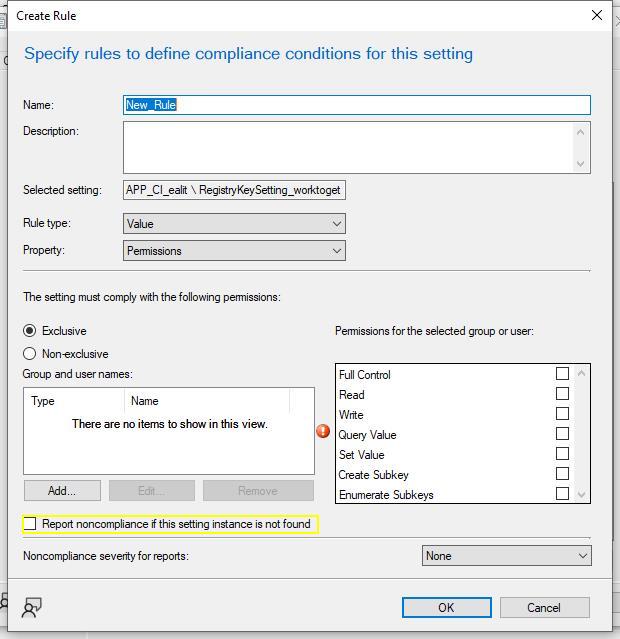 Create Rule
Specify rules to define compliance conditions for this setting
Name: New_Rule
Description:
Selected setting: APP_CI_ealit \ RegistryKeySetting_worktoget
Rule type: Value
Property: Permissions
The setting must comply with the following permissions:
Exclusive
Permissions for the selected group or user:
Non-exclusive
Group and user names:
Full Control
Type Name
Read
There are no items to show in this view.
Write
Query Value
Set Value
Create Subkey
Add... Edit... Remove
Enumerate Subkeys
Report noncompliance if this setting instance is not found
Noncompliance severity for reports: None
OK Cancel